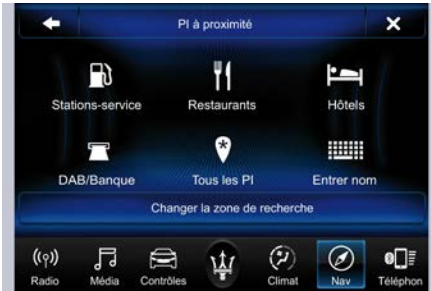 PI à proximité
Stations-service Restaurants Hôtels
DAB/Banque Tous les PI Entrer nom
Changer la zone de recherche
Radio Média Contrôles Climat Nav Téléphon